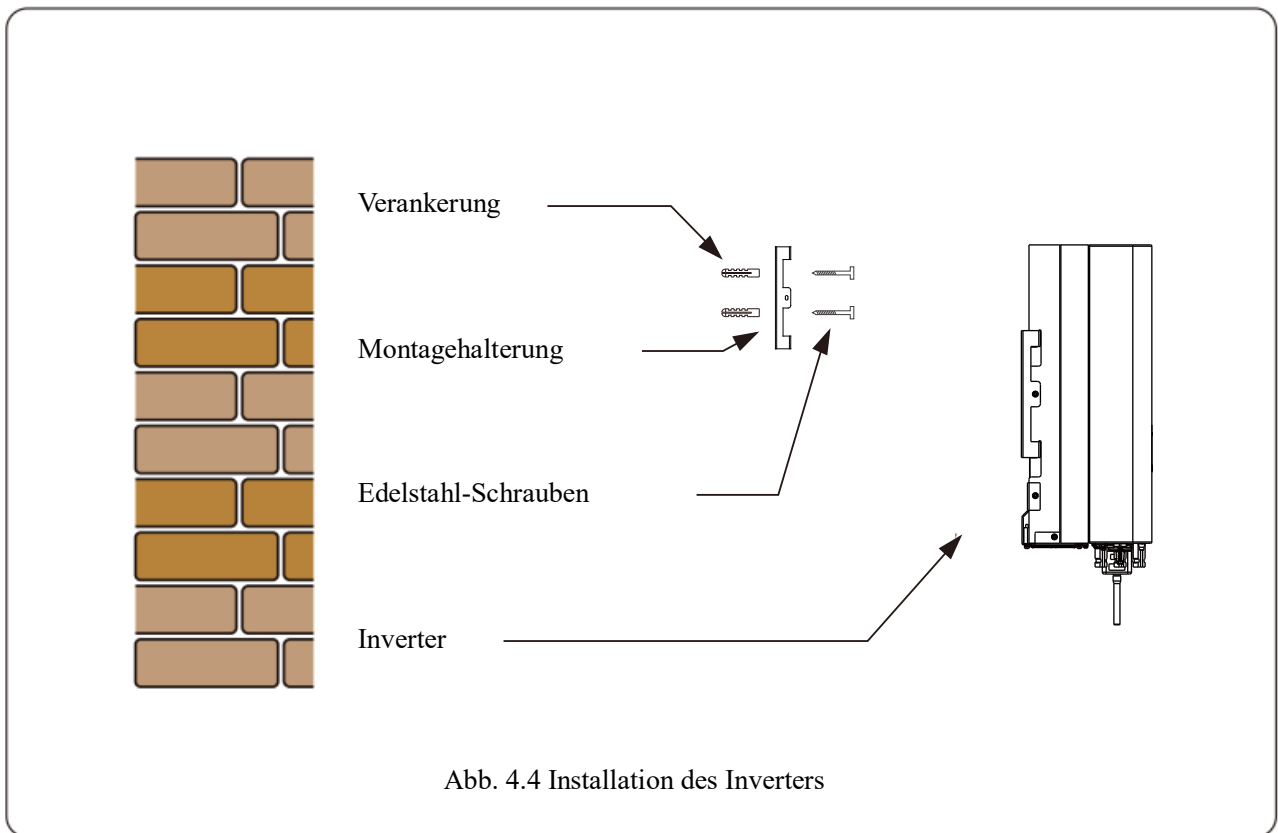 Verankerung
Montagehalterung
Edelstahl-Schrauben
Inverter
Abb. 4.4 Installation des Inverters